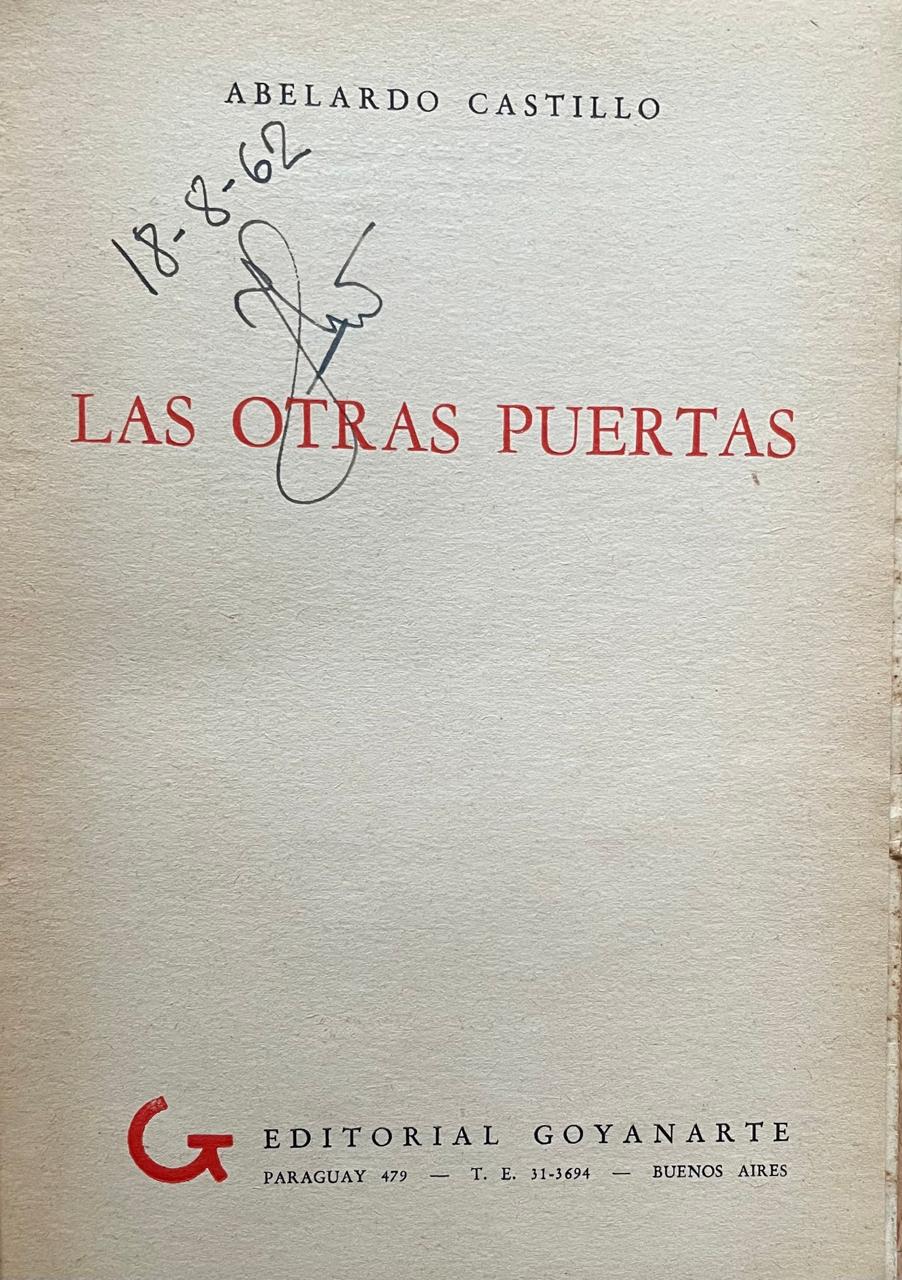 ABELARDO CASTILLO
18-8-62
LAS OTRAS PUERTAS
EDITORIAL GOYANARTE
PARAGUAY 479 — T. E. 31-3694 — BUENOS AIRES